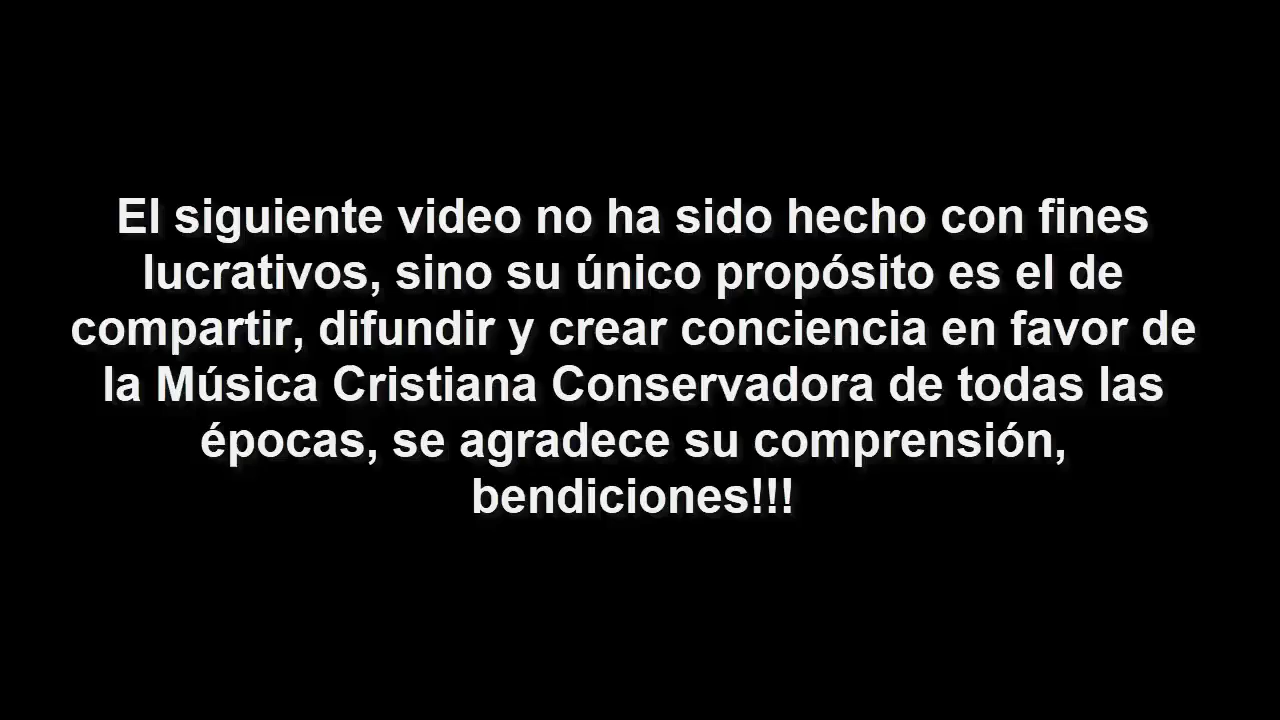 El siguiente video no ha sido hecho con fines
lucrativos, sino su único propósito es el de
compartir, difundir y crear conciencia en favor de
la Música Cristiana Conservadora de todas las
épocas, se agradece su comprensión,
bendiciones!!!